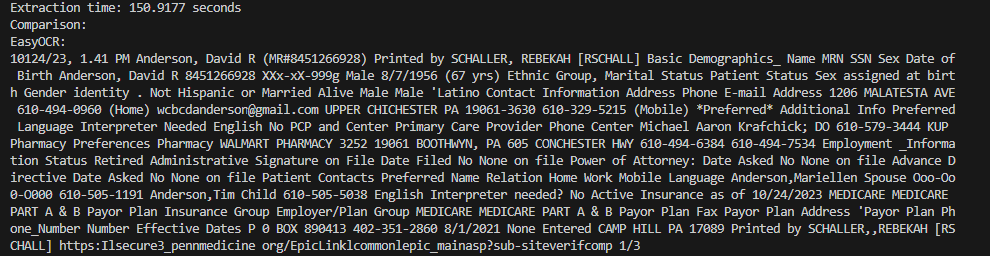 Extraction time: 150.9177 seconds
Comparison:
EasyOCR:
10124/23, 1.41 PM Anderson, David R (MR#8451266928) Printed by SCHALLER, REBEKAH [RSCHALL] Basic Demographics_ Name MRN SSN Sex Date of
 Birth Anderson, David R 8451266928 XXx-xX-999g Male 8/7/1956 (67 yrs) Ethnic Group, Marital Status Patient Status Sex assigned at birt
h Gender identity . Not Hispanic or Married Alive Male Male 'Latino Contact Information Address Phone E-mail Address 1206 MALATESTA AVE
 610-494-0960 (Home) wcbcdanderson@gmail.com UPPER CHICHESTER PA 19061-3630 610-329-5215 (Mobile) *Preferred* Additional Info Preferred
 Language Interpreter Needed English No PCP and Center Primary Care Provider Phone Center Michael Aaron Krafchick; DO 610-579-3444 KUP
Pharmacy Preferences Pharmacy WALMART PHARMACY 3252 19061 BOOTHWYN, PA 605 CONCHESTER HWY 610-494-6384 610-494-7534 Employment _Informa
tion Status Retired Administrative Signature on File Date Filed No None on file Power of Attorney: Date Asked No None on file Advance D
irective Date Asked No None on file Patient Contacts Preferred Name Relation Home Work Mobile Language Anderson,Mariellen Spouse Ooo-Oo
0-O000 610-505-1191 Anderson,Tim Child 610-505-5038 English Interpreter needed? No Active Insurance as of 10/24/2023 MEDICARE MEDICARE
PART A & B Payor Plan Insurance Group Employer/Plan Group MEDICARE MEDICARE PART A & B Payor Plan Fax Payor Plan Address 'Payor Plan Ph
one_Number Number Effective Dates P 0 BOX 890413 402-351-2860 8/1/2021 None Entered CAMP HILL PA 17089 Printed by SCHALLER,,REBEKAH [RS
CHALL] https:Ilsecure3_pennmedicine org/EpicLinklcommonlepic_mainasp?sub-siteverifcomp 1/3